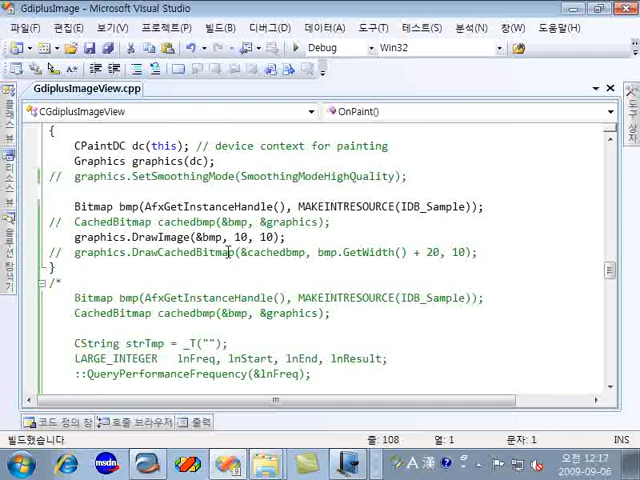 GdiplusImage - Microsoft Visual Studio
파일(F) 편집(E) 보기(V) 프로젝트(P) 빌드(B) 디버그(D) 데이터(A) 도구(T) 테스트(S) 분석(N) 창(W) 도움말(H)
Debug Win32
GdiplusImageView.cpp
CGdiplusImageView OnPaint()
{
CPaintDC dc(this); // device context for painting
Graphics graphics(dc);
// graphics.SetSmoothingMode(SmoothingModeHighQuality);
Bitmap bmp(AfxGetInstanceHandle(), MAKEINTRESOURCE(IDB_Sample));
// CachedBitmap cachedbmp(&bmp, &graphics);
graphics.DrawImage(&bmp, 10, 10);
// graphics.DrawCachedBitmap(&cachedbmp, bmp.GetWidth() + 20, 10);
}
/*
Bitmap bmp(AfxGetInstanceHandle(), MAKEINTRESOURCE(IDB_Sample));
CachedBitmap cachedbmp(&bmp, &graphics);
CString strTmp = _T("");
LARGE_INTEGER lnFreq, lnStart, lnEnd, lnResult;
::QueryPerformanceFrequency(&lnFreq);
코드 정의 창 호출 브라우저 출력
빌드했습니다. 줄: 108 열: 1 문자: 1
msdn A 漢 오전 12:17
2009-09-06